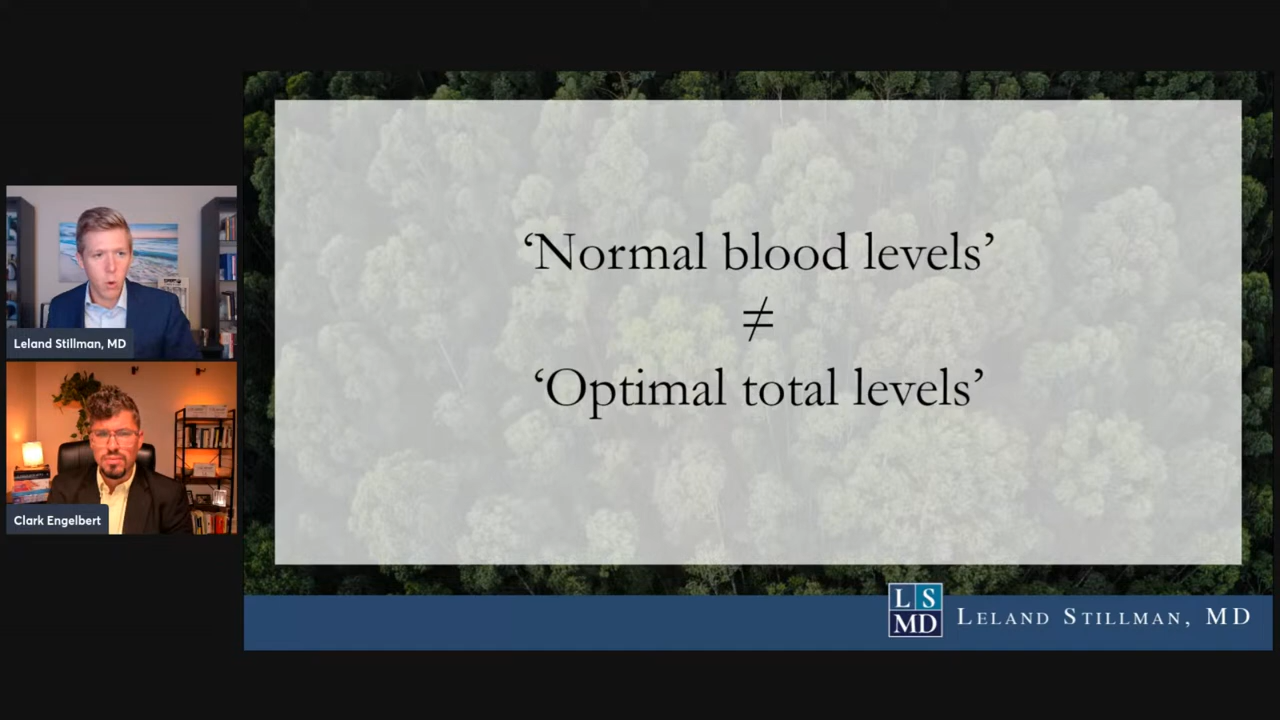 Leland Stillman, MD
Clark Engelbert
‘Normal blood levels’
≠
‘Optimal total levels’
LS
MD
LELAND STILLMAN, MD